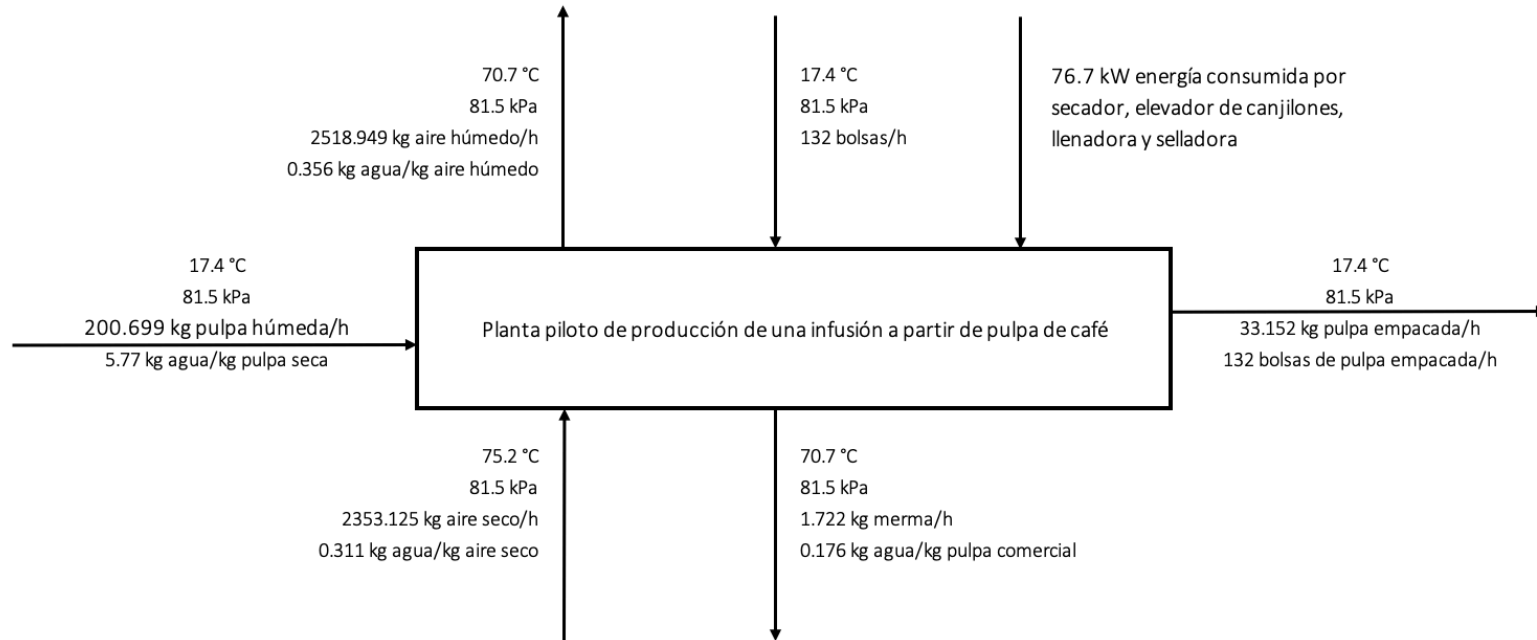 70.7 °C
81.5 kPa
2518.949 kg aire húmedo/h
0.356 kg agua/kg aire húmedo
17.4 °C
81.5 kPa
132 bolsas/h
76.7 kW energía consumida por
secador, elevador de canjilones,
llenadora y selladora
17.4 °C
81.5 kPa
200.699 kg pulpa húmeda/h
5.77 kg agua/kg pulpa seca
Planta piloto de producción de una infusión a partir de pulpa de café
17.4 °C
81.5 kPa
33.152 kg pulpa empacada/h
132 bolsas de pulpa empacada/h
75.2 °C
81.5 kPa
2353.125 kg aire seco/h
0.311 kg agua/kg aire seco
70.7 °C
81.5 kPa
1.722 kg merma/h
0.176 kg agua/kg pulpa comercial